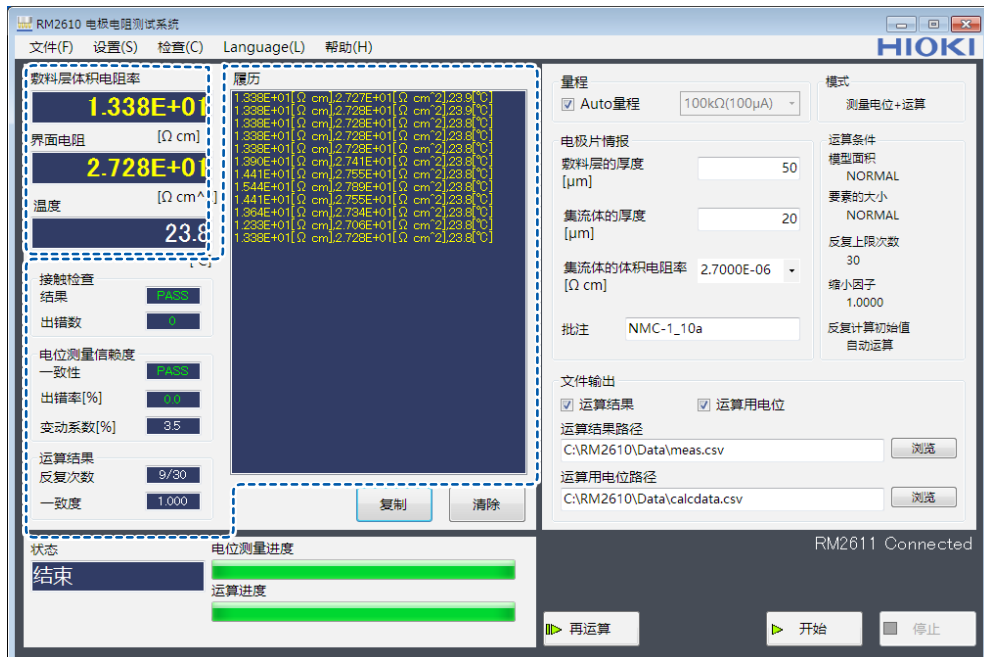 RM2610 电极电阻测试系统
文件(F) 设置(S) 检查(C) Language(L) 帮助(H)
HIOKI
敷料层体积电阻率
1.338E+01
[Ω cm]
界面电阻
2.728E+01
[Ω cm^
]
温度
23.8
接触检查
结果 PASS
出错数 0
电位测量信赖度
一致性 PASS
出错率[%] 0.0
变动系数[%] 3.5
运算结果
反复次数 9/30
一致度 1.000
履历
1.338E+01[Ω cm],2.727E+01[Ω cm^2],23.9[℃]
1.338E+01[Ω cm],2.728E+01[Ω cm^2],23.9[℃]
1.338E+01[Ω cm],2.728E+01[Ω cm^2],23.9[℃]
1.338E+01[Ω cm],2.728E+01[Ω cm^2],23.8[℃]
1.338E+01[Ω cm],2.728E+01[Ω cm^2],23.8[℃]
1.390E+01[Ω cm],2.741E+01[Ω cm^2],23.8[℃]
1.441E+01[Ω cm],2.755E+01[Ω cm^2],23.8[℃]
1.544E+01[Ω cm],2.789E+01[Ω cm^2],23.8[℃]
1.441E+01[Ω cm],2.755E+01[Ω cm^2],23.8[℃]
1.364E+01[Ω cm],2.734E+01[Ω cm^2],23.8[℃]
1.233E+01[Ω cm],2.706E+01[Ω cm^2],23.8[℃]
1.338E+01[Ω cm],2.728E+01[Ω cm^2],23.8[℃]
复制 清除
量程
Auto量程 100kΩ(100μA)
模式
测量电位+运算
电极片情报
敷料层的厚度
[μm]
50
集流体的厚度
[μm]
20
集流体的体积电阻率
[Ω cm]
2.7000E-06
批注 NMC-1_10a
运算条件
模型面积
NORMAL
要素的大小
NORMAL
反复上限次数
30
缩小因子
1.0000
反复计算初始值
自动运算
文件输出
运算结果 运算用电位
运算结果路径
C:\RM2610\Data\meas.csv 浏览
运算用电位路径
C:\RM2610\Data\calcdata.csv 浏览
状态
结束
电位测量进度
运算进度
RM2611 Connected
再运算 开始 停止